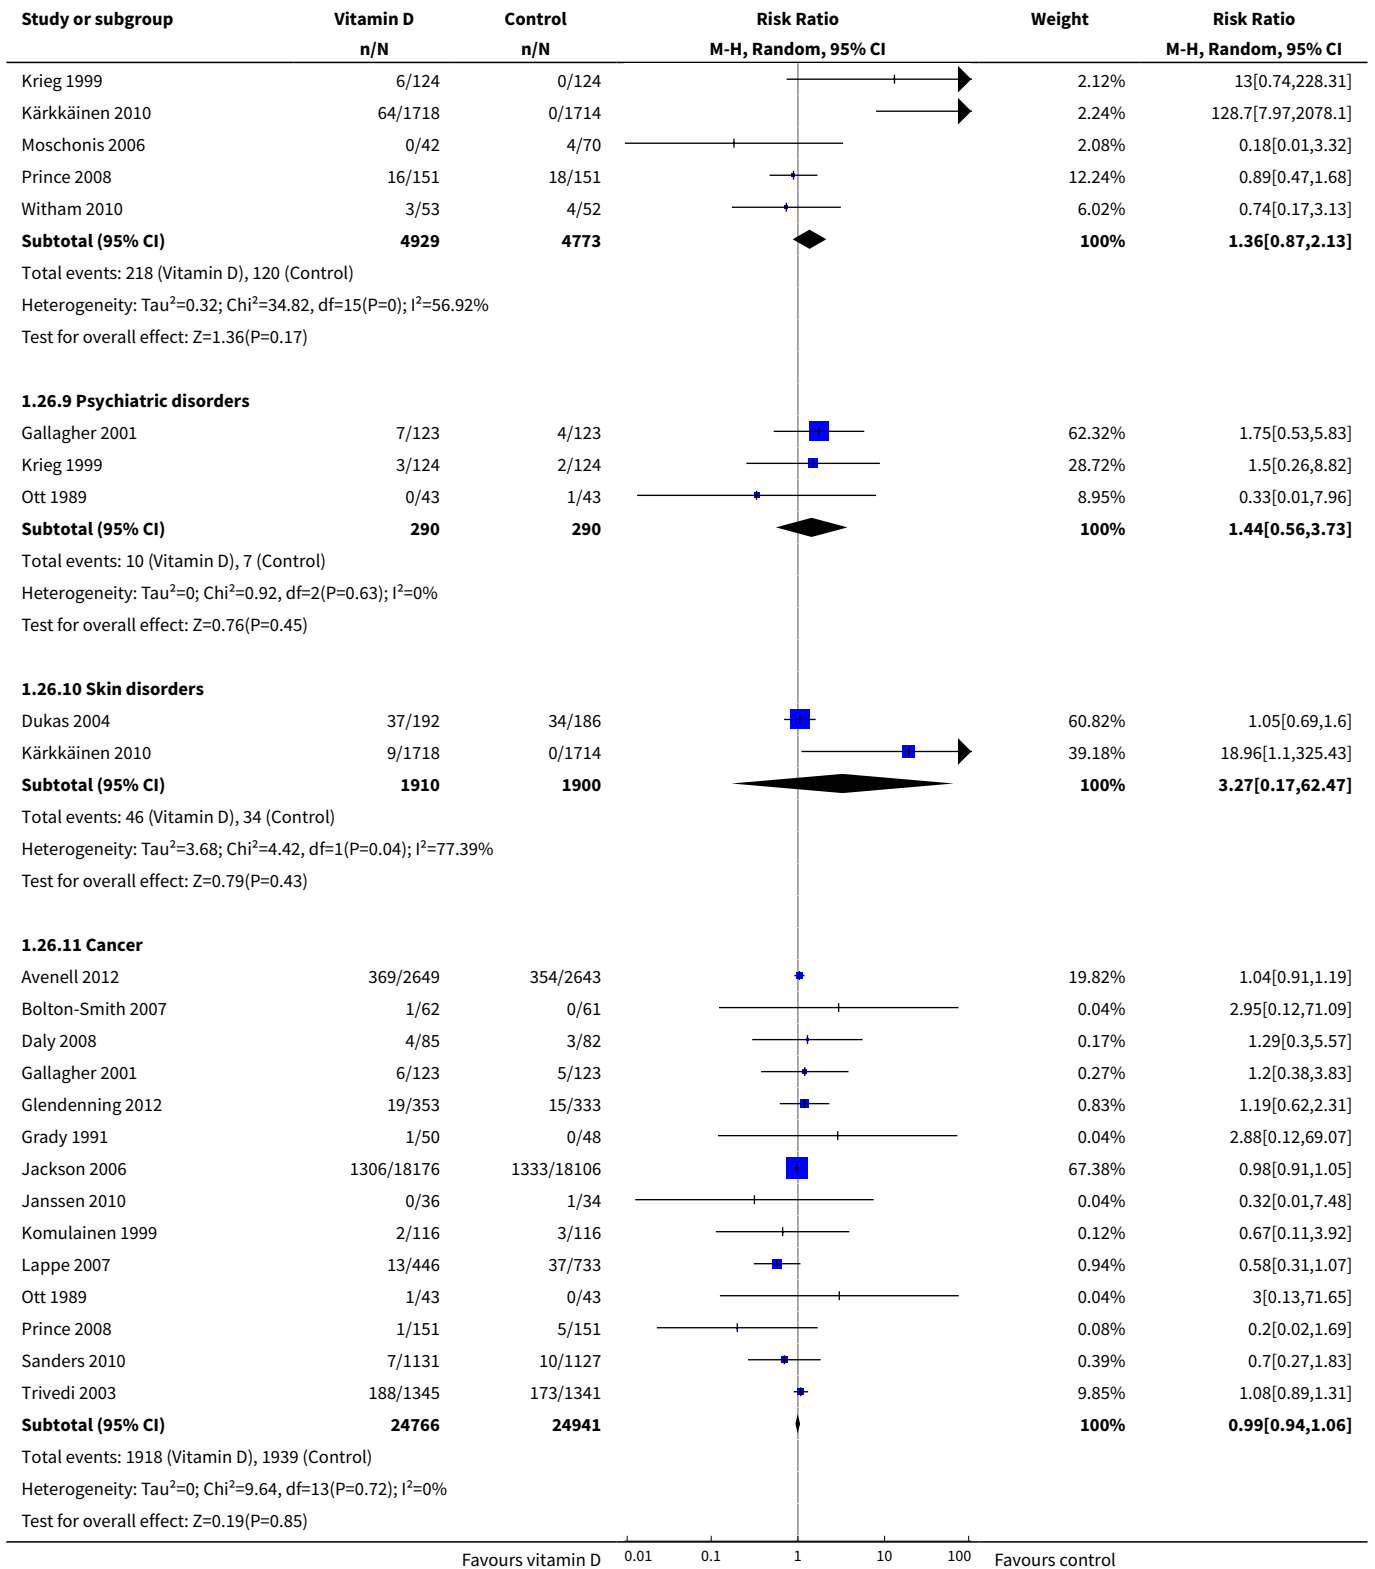 Study or subgroup Vitamin D Control Risk Ratio Weight Risk Ratio
n/N n/N M-H, Random, 95% CI M-H, Random, 95% CI
Krieg 1999 6/124 0/124 2.12% 13[0.74,228.31]
Kärkkäinen 2010 64/1718 0/1714 2.24% 128.7[7.97,2078.1]
Moschonis 2006 0/42 4/70 2.08% 0.18[0.01,3.32]
Prince 2008 16/151 18/151 12.24% 0.89[0.47,1.68]
Witham 2010 3/53 4/52 6.02% 0.74[0.17,3.13]
Subtotal (95% CI) 4929 4773 100% 1.36[0.87,2.13]
Total events: 218 (Vitamin D), 120 (Control)
Heterogeneity: Tau²=0.32; Chi²=34.82, df=15(P=0); I²=56.92%
Test for overall effect: Z=1.36(P=0.17)
1.26.9 Psychiatric disorders
Gallagher 2001 7/123 4/123 62.32% 1.75[0.53,5.83]
Krieg 1999 3/124 2/124 28.72% 1.5[0.26,8.82]
Ott 1989 0/43 1/43 8.95% 0.33[0.01,7.96]
Subtotal (95% CI) 290 290 100% 1.44[0.56,3.73]
Total events: 10 (Vitamin D), 7 (Control)
Heterogeneity: Tau²=0; Chi²=0.92, df=2(P=0.63); I²=0%
Test for overall effect: Z=0.76(P=0.45)
1.26.10 Skin disorders
Dukas 2004 37/192 34/186 60.82% 1.05[0.69,1.6]
Kärkkäinen 2010 9/1718 0/1714 39.18% 18.96[1.1,325.43]
Subtotal (95% CI) 1910 1900 100% 3.27[0.17,62.47]
Total events: 46 (Vitamin D), 34 (Control)
Heterogeneity: Tau²=3.68; Chi²=4.42, df=1(P=0.04); I²=77.39%
Test for overall effect: Z=0.79(P=0.43)
1.26.11 Cancer
Avenell 2012 369/2649 354/2643 19.82% 1.04[0.91,1.19]
Bolton-Smith 2007 1/62 0/61 0.04% 2.95[0.12,71.09]
Daly 2008 4/85 3/82 0.17% 1.29[0.3,5.57]
Gallagher 2001 6/123 5/123 0.27% 1.2[0.38,3.83]
Glendenning 2012 19/353 15/333 0.83% 1.19[0.62,2.31]
Grady 1991 1/50 0/48 0.04% 2.88[0.12,69.07]
Jackson 2006 1306/18176 1333/18106 67.38% 0.98[0.91,1.05]
Janssen 2010 0/36 1/34 0.04% 0.32[0.01,7.48]
Komulainen 1999 2/116 3/116 0.12% 0.67[0.11,3.92]
Lappe 2007 13/446 37/733 0.94% 0.58[0.31,1.07]
Ott 1989 1/43 0/43 0.04% 3[0.13,71.65]
Prince 2008 1/151 5/151 0.08% 0.2[0.02,1.69]
Sanders 2010 7/1131 10/1127 0.39% 0.7[0.27,1.83]
Trivedi 2003 188/1345 173/1341 9.85% 1.08[0.89,1.31]
Subtotal (95% CI) 24766 24941 100% 0.99[0.94,1.06]
Total events: 1918 (Vitamin D), 1939 (Control)
Heterogeneity: Tau²=0; Chi²=9.64, df=13(P=0.72); I²=0%
Test for overall effect: Z=0.19(P=0.85)
Favours vitamin D 0.01 0.1 1 10 100 Favours control